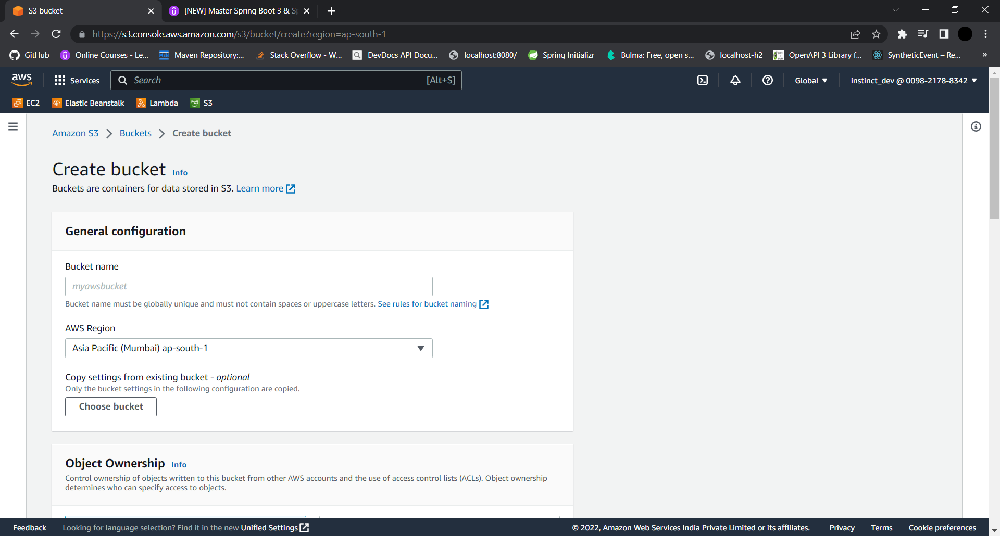 S3 bucket
[NEW] Master Spring Boot 3 & Sp
https://s3.console.aws.amazon.com/s3/bucket/create?region=ap-south-1
GitHub
Online Courses - Le...
Maven Repository:...
Stack Overflow - W...
DevDocs API Docu...
localhost:8080/
Spring Initializr
Bulma: Free, open s...
localhost-h2
OpenAPI 3 Library f...
SyntheticEvent – Re...
»
aws
Services
Search
[Alt+S]
Global
instinct_dev @ 0098-2178-8342
EC2
Elastic Beanstalk
Lambda
S3
Amazon S3
Buckets
Create bucket
Create bucket Info
Buckets are containers for data stored in S3. Learn more
General configuration
Bucket name
myawsbucket
Bucket name must be globally unique and must not contain spaces or uppercase letters. See rules for bucket naming
AWS Region
Asia Pacific (Mumbai) ap-south-1
Copy settings from existing bucket - optional
Only the bucket settings in the following configuration are copied.
Choose bucket
Object Ownership Info
Control ownership of objects written to this bucket from other AWS accounts and the use of access control lists (ACLs). Object ownership
determines who can specify access to objects.
Feedback
Looking for language selection? Find it in the new Unified Settings
© 2022, Amazon Web Services India Private Limited or its affiliates.
Privacy
Terms
Cookie preferences